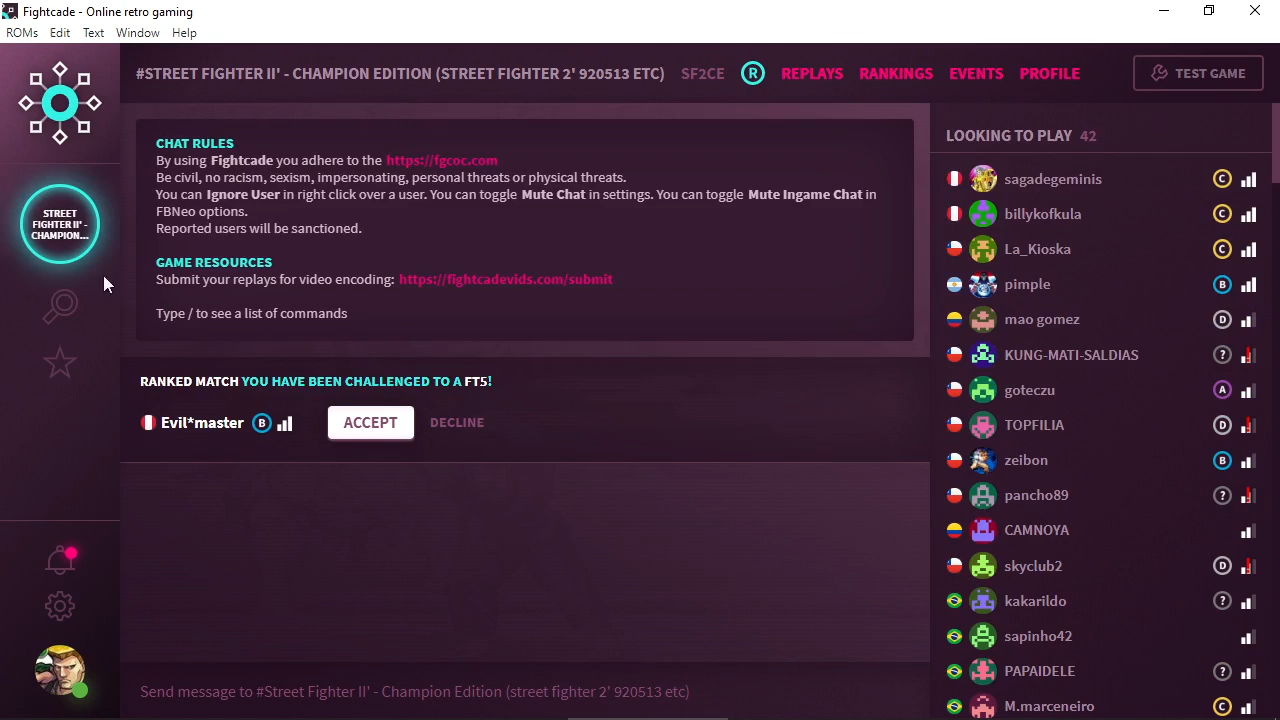 Fightcade - Online retro gaming
ROMs Edit Text Window Help
#STREET FIGHTER II' - CHAMPION EDITION (STREET FIGHTER 2' 920513 ETC) SF2CE R REPLAYS RANKINGS EVENTS PROFILE TEST GAME
STREET
FIGHTER II' -
CHAMPION...
CHAT RULES
By using Fightcade you adhere to the https://fgcoc.com
Be civil, no racism, sexism, impersonating, personal threats or physical threats.
You can Ignore User in right click over a user. You can toggle Mute Chat in settings. You can toggle Mute Ingame Chat in
FBNeo options.
Reported users will be sanctioned.
GAME RESOURCES
Submit your replays for video encoding: https://fightcadevids.com/submit
Type / to see a list of commands
RANKED MATCH YOU HAVE BEEN CHALLENGED TO A FT5!
Evil*master B ACCEPT DECLINE
Send message to #Street Fighter II' - Champion Edition (street fighter 2' 920513 etc)
LOOKING TO PLAY 42
sagadegeminis C
billykofkula C
La_Kioska C
pimple B
mao gomez D
KUNG-MATI-SALDIAS ?
goteczu A
TOPFILIA D
zeibon B
pancho89 ?
CAMNOYA
skyclub2 D
kakarildo ?
sapinho42
PAPAIDELE ?
M.marceneiro C